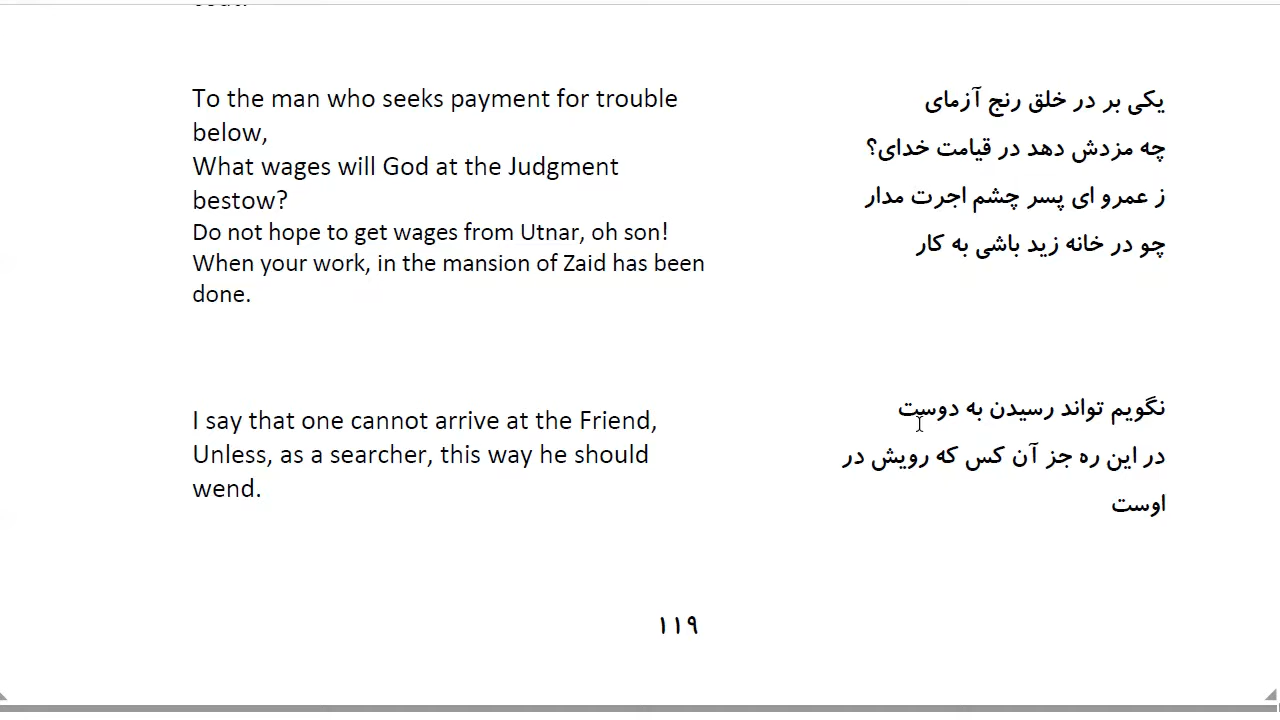 To the man who seeks payment for trouble
below,
What wages will God at the Judgment
bestow?
Do not hope to get wages from Utnar, oh son!
When your work, in the mansion of Zaid has been
done.
یکی بر در خلق رنج آزمای
چه مزدش دهد در قیامت خدای؟
ز عمرو ای پسر چشم اجرت مدار
چو در خانه زید باشی به کار
I say that one cannot arrive at the Friend,
Unless, as a searcher, this way he should
wend.
نگویم تواند رسیدن به دوست
در این ره جز آن کس که رویش در
اوست
۱۱۹